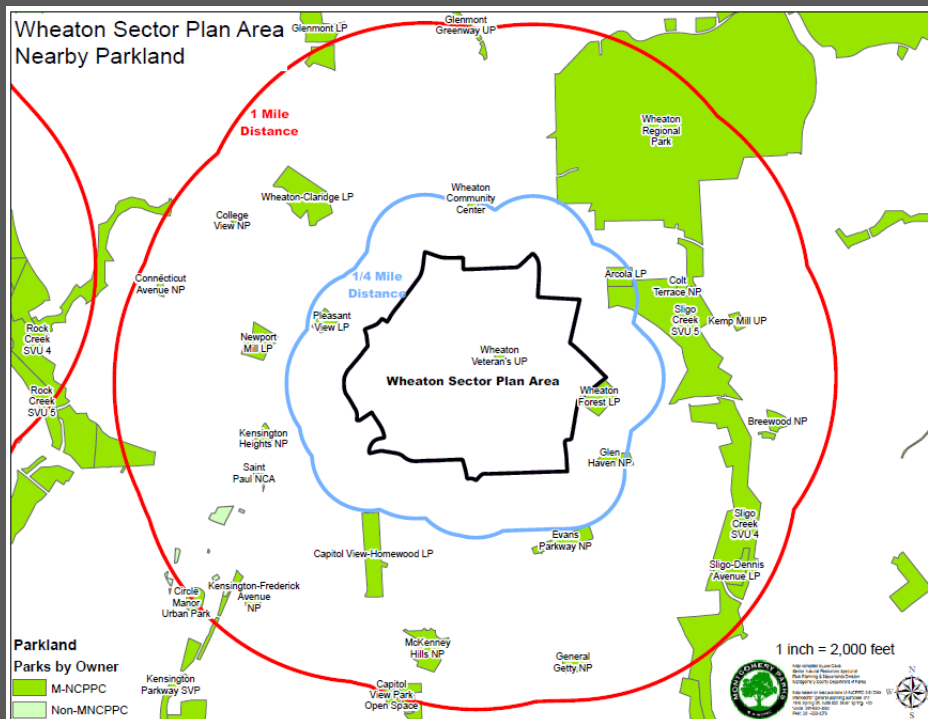 Wheaton Sector Plan Area
Nearby Parkland
Glenmont LP
Glenmont
Greenway UP
1 Mile
Distance
Wheaton
Regional
Park
Wheaton-Claridge LP
Wheaton
Community
Center
College
View NP
Connecticut
Avenue NP
1/4 Mile
Distance
Arcola LP
Colt
Terrace NP
Sligo
Creek
SVU 5
Kemp Mill UP
Pleasant
View LP
Rock
Creek
SVU 4
Newport
Mill LP
Wheaton
Veteran's UP
Wheaton Sector Plan Area
Wheaton
Forest LP
Rock
Creek
SVU 5
Breewood NP
Kensington
Heights NP
Glen
Haven NP
Saint
Paul NCA
Sligo
Creek
SVU 4
Evans
Parkway NP
Capitol View-Homewood LP
Sligo-Dennis
Avenue LP
Circle
Manor
Urban Park
Kensington-Frederick
Avenue
NP
McKenney
Hills NP
General
Getty NP
Kensington
Parkway SVP
Capitol
View Park
Open Space
Parkland
Parks by Owner
M-NCPPC
Non-MNCPPC
1 inch = 2,000 feet
MONTGOMERY PARKS
N
W
S